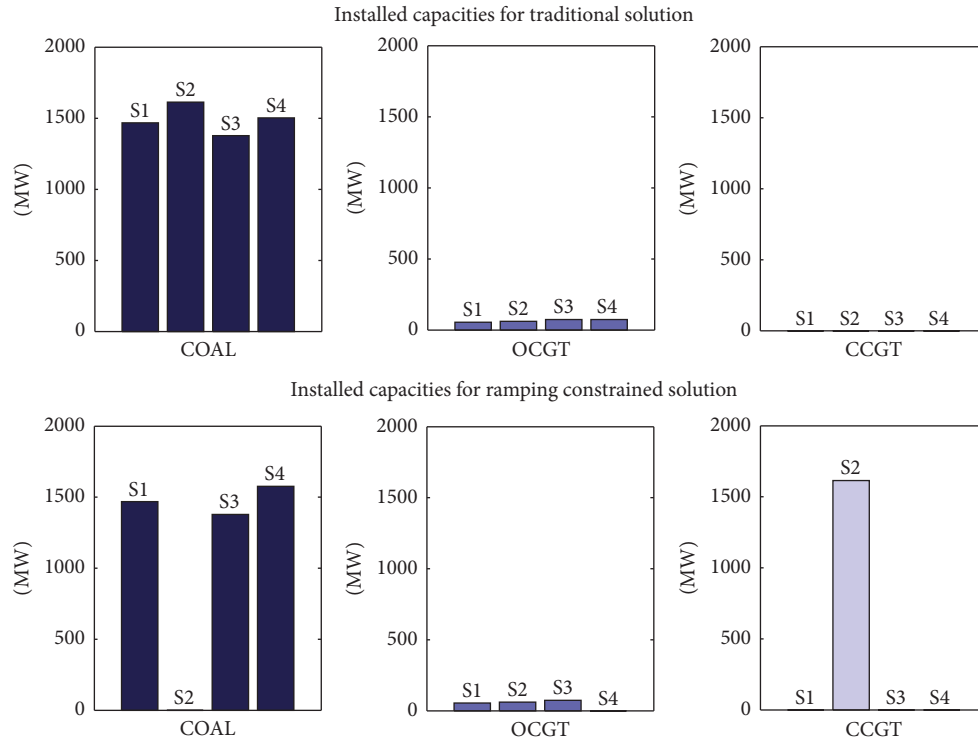 Installed capacities for traditional solution
2000
1500
1000
500
0
(MW)
S1
S2
S3
S4
COAL
2000
1500
1000
500
0
(MW)
S1
S2
S3
S4
OCGT
2000
1500
1000
500
0
(MW)
S1
S2
S3
S4
CCGT
Installed capacities for ramping constrained solution
2000
1500
1000
500
0
(MW)
S1
S2
S3
S4
COAL
2000
1500
1000
500
0
(MW)
S1
S2
S3
S4
OCGT
2000
1500
1000
500
0
(MW)
S1
S2
S3
S4
CCGT